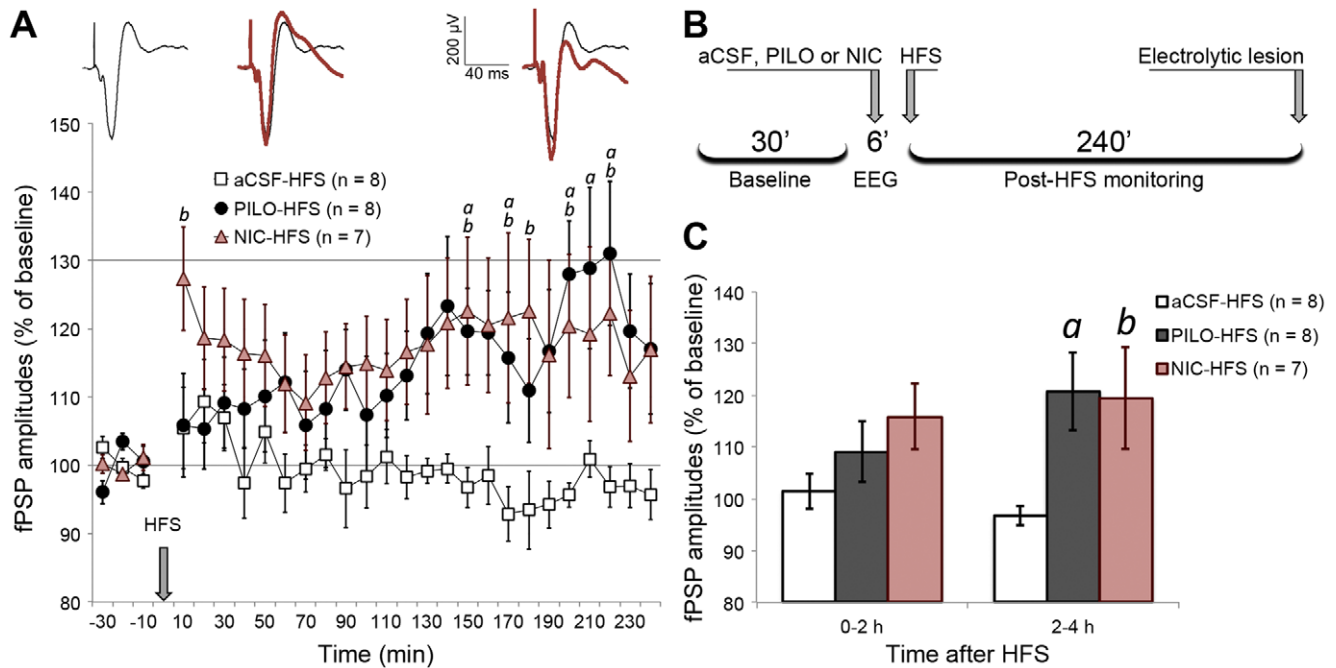 A
200 µV
40 ms
150
140
130
120
110
100
90
80
fPSP amplitudes (% of baseline)
aCSF-HFS (n = 8)
PILO-HFS (n = 8)
NIC-HFS (n = 7)
b
a
b
a
b
b
a
b
a
a
b
HFS
-30 -10 10 30 50 70 90 110 130 150 170 190 210 230
Time (min)
B
aCSF, PILO or NIC HFS Electrolytic lesion
30’ 6’ 240’
Baseline EEG Post-HFS monitoring
C
140
130
120
110
100
90
80
fPSP amplitudes (% of baseline)
a b
aCSF-HFS (n = 8)
PILO-HFS (n = 8)
NIC-HFS (n = 7)
0-2 h 2-4 h
Time after HFS